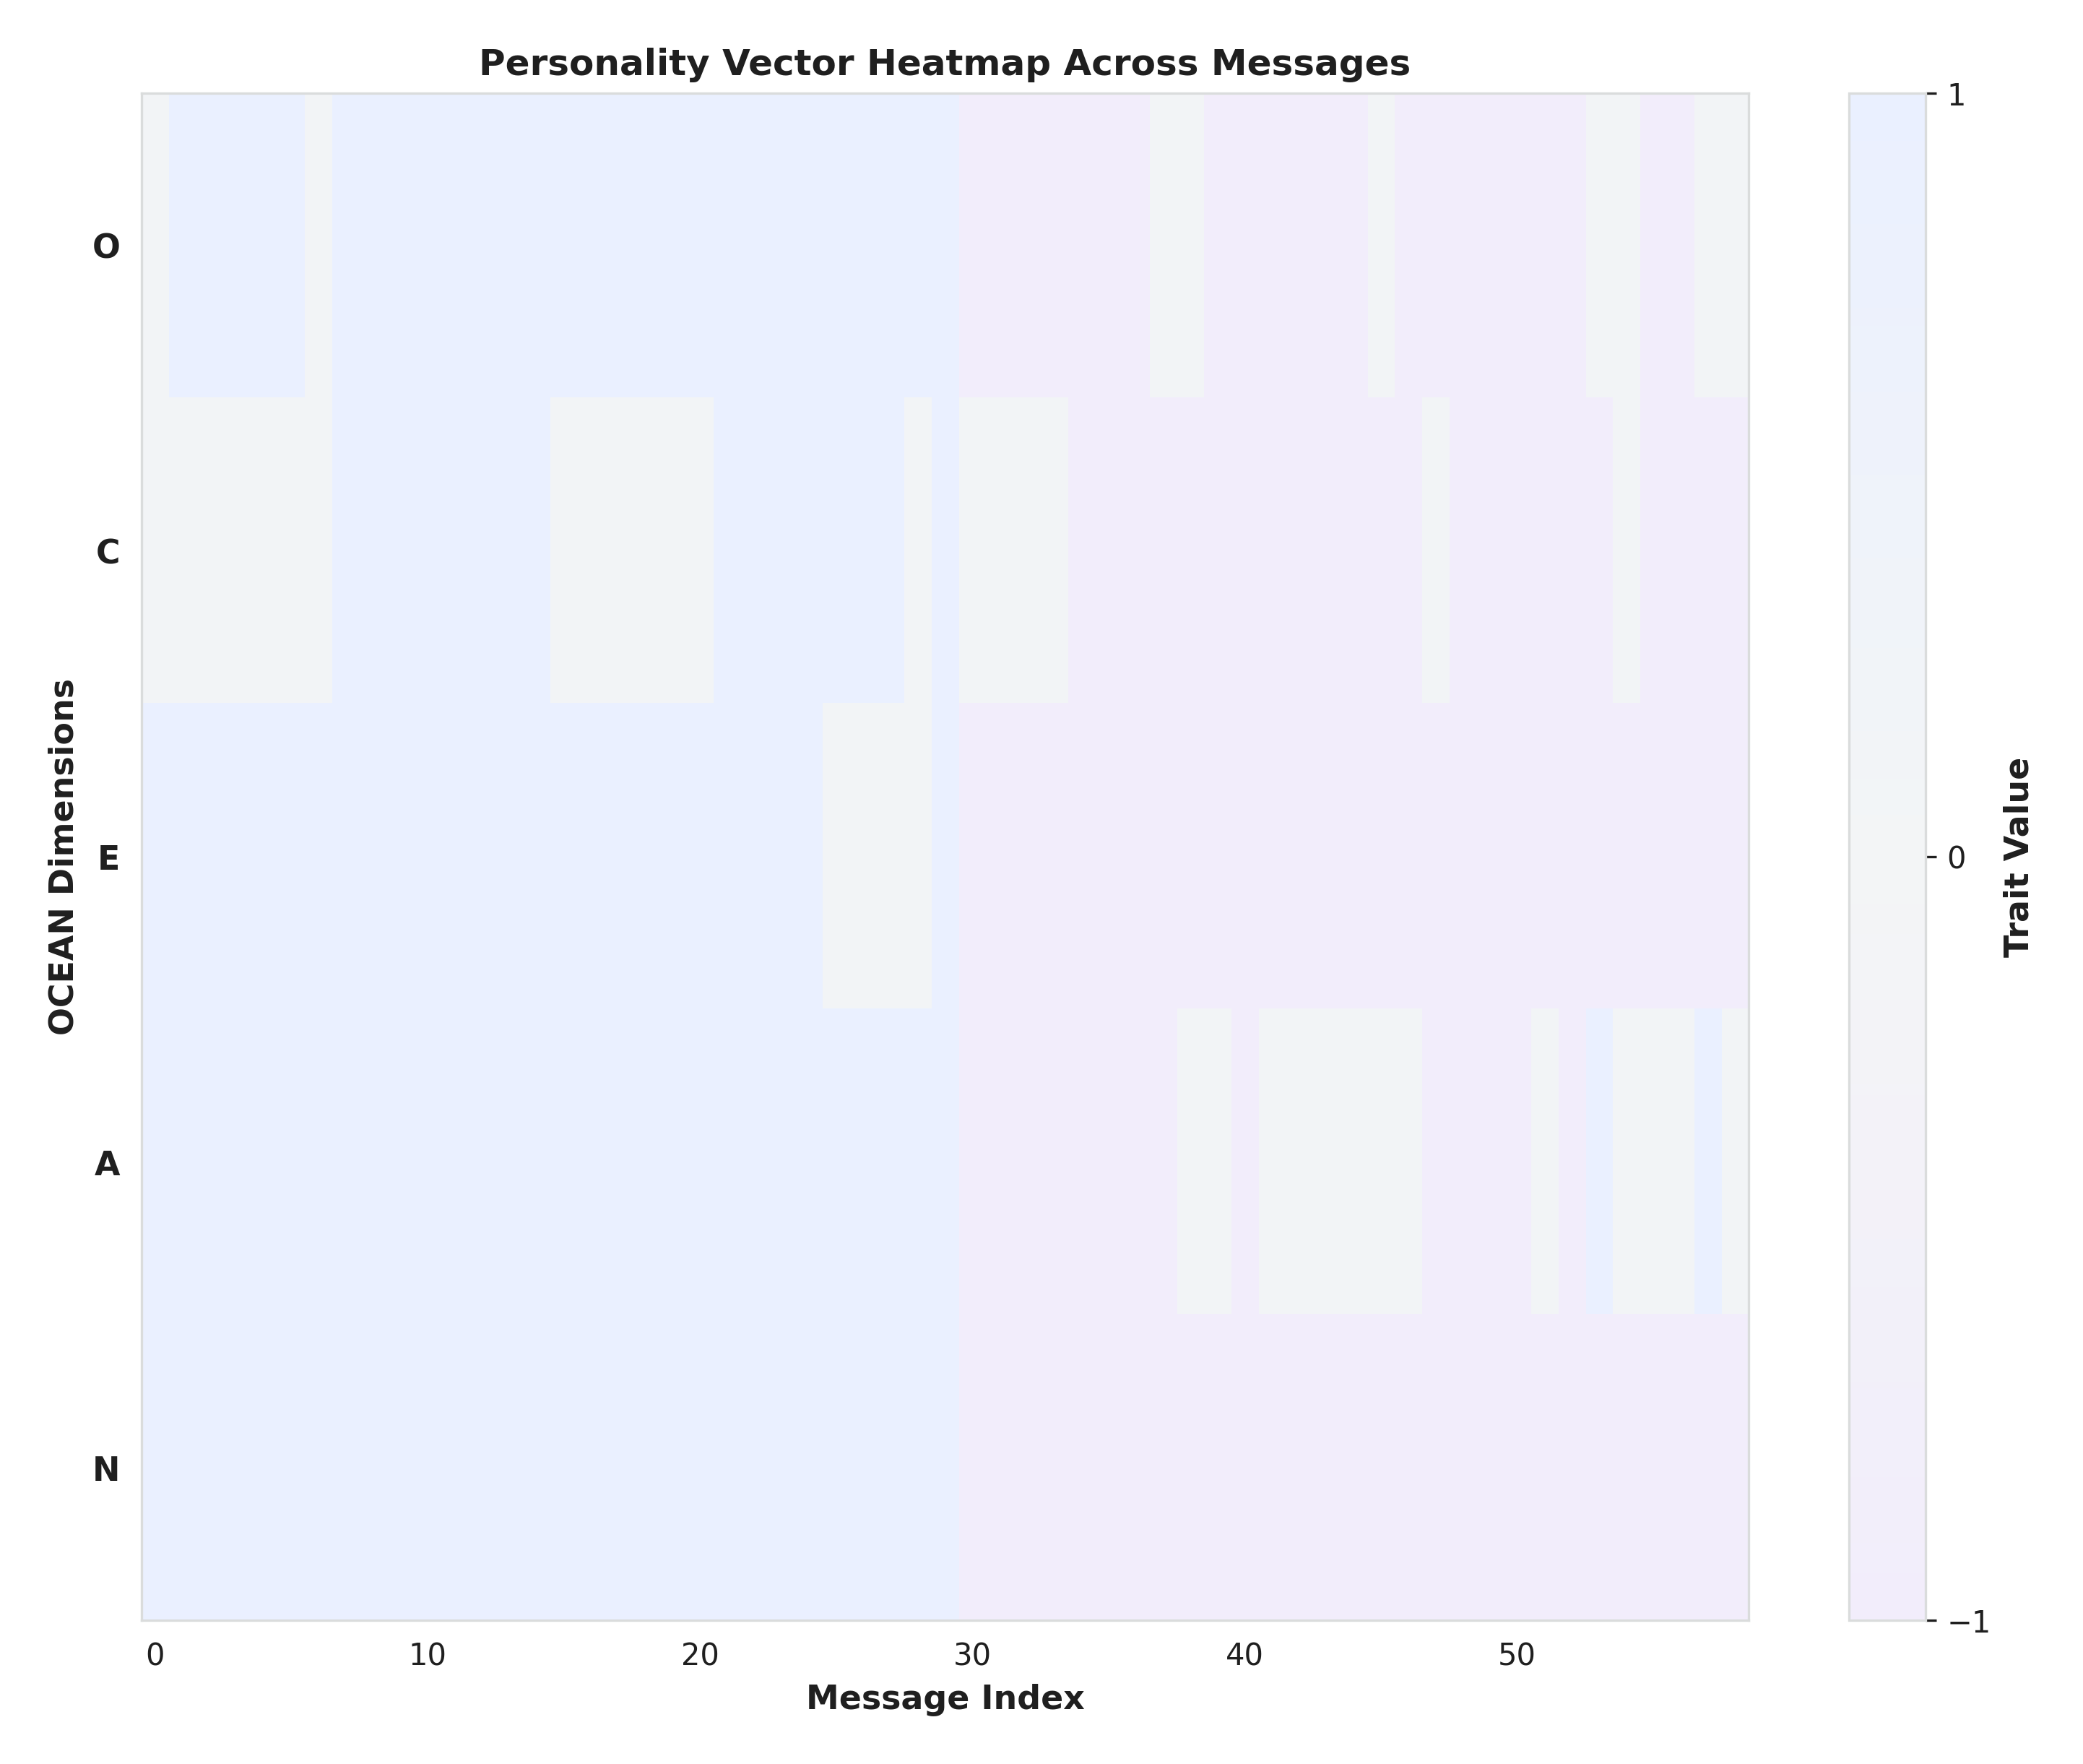 Personality Vector Heatmap Across Messages
OCEAN Dimensions
O
C
E
A
N
0 10 20 30 40 50
Message Index
1
0
−1
Trait Value